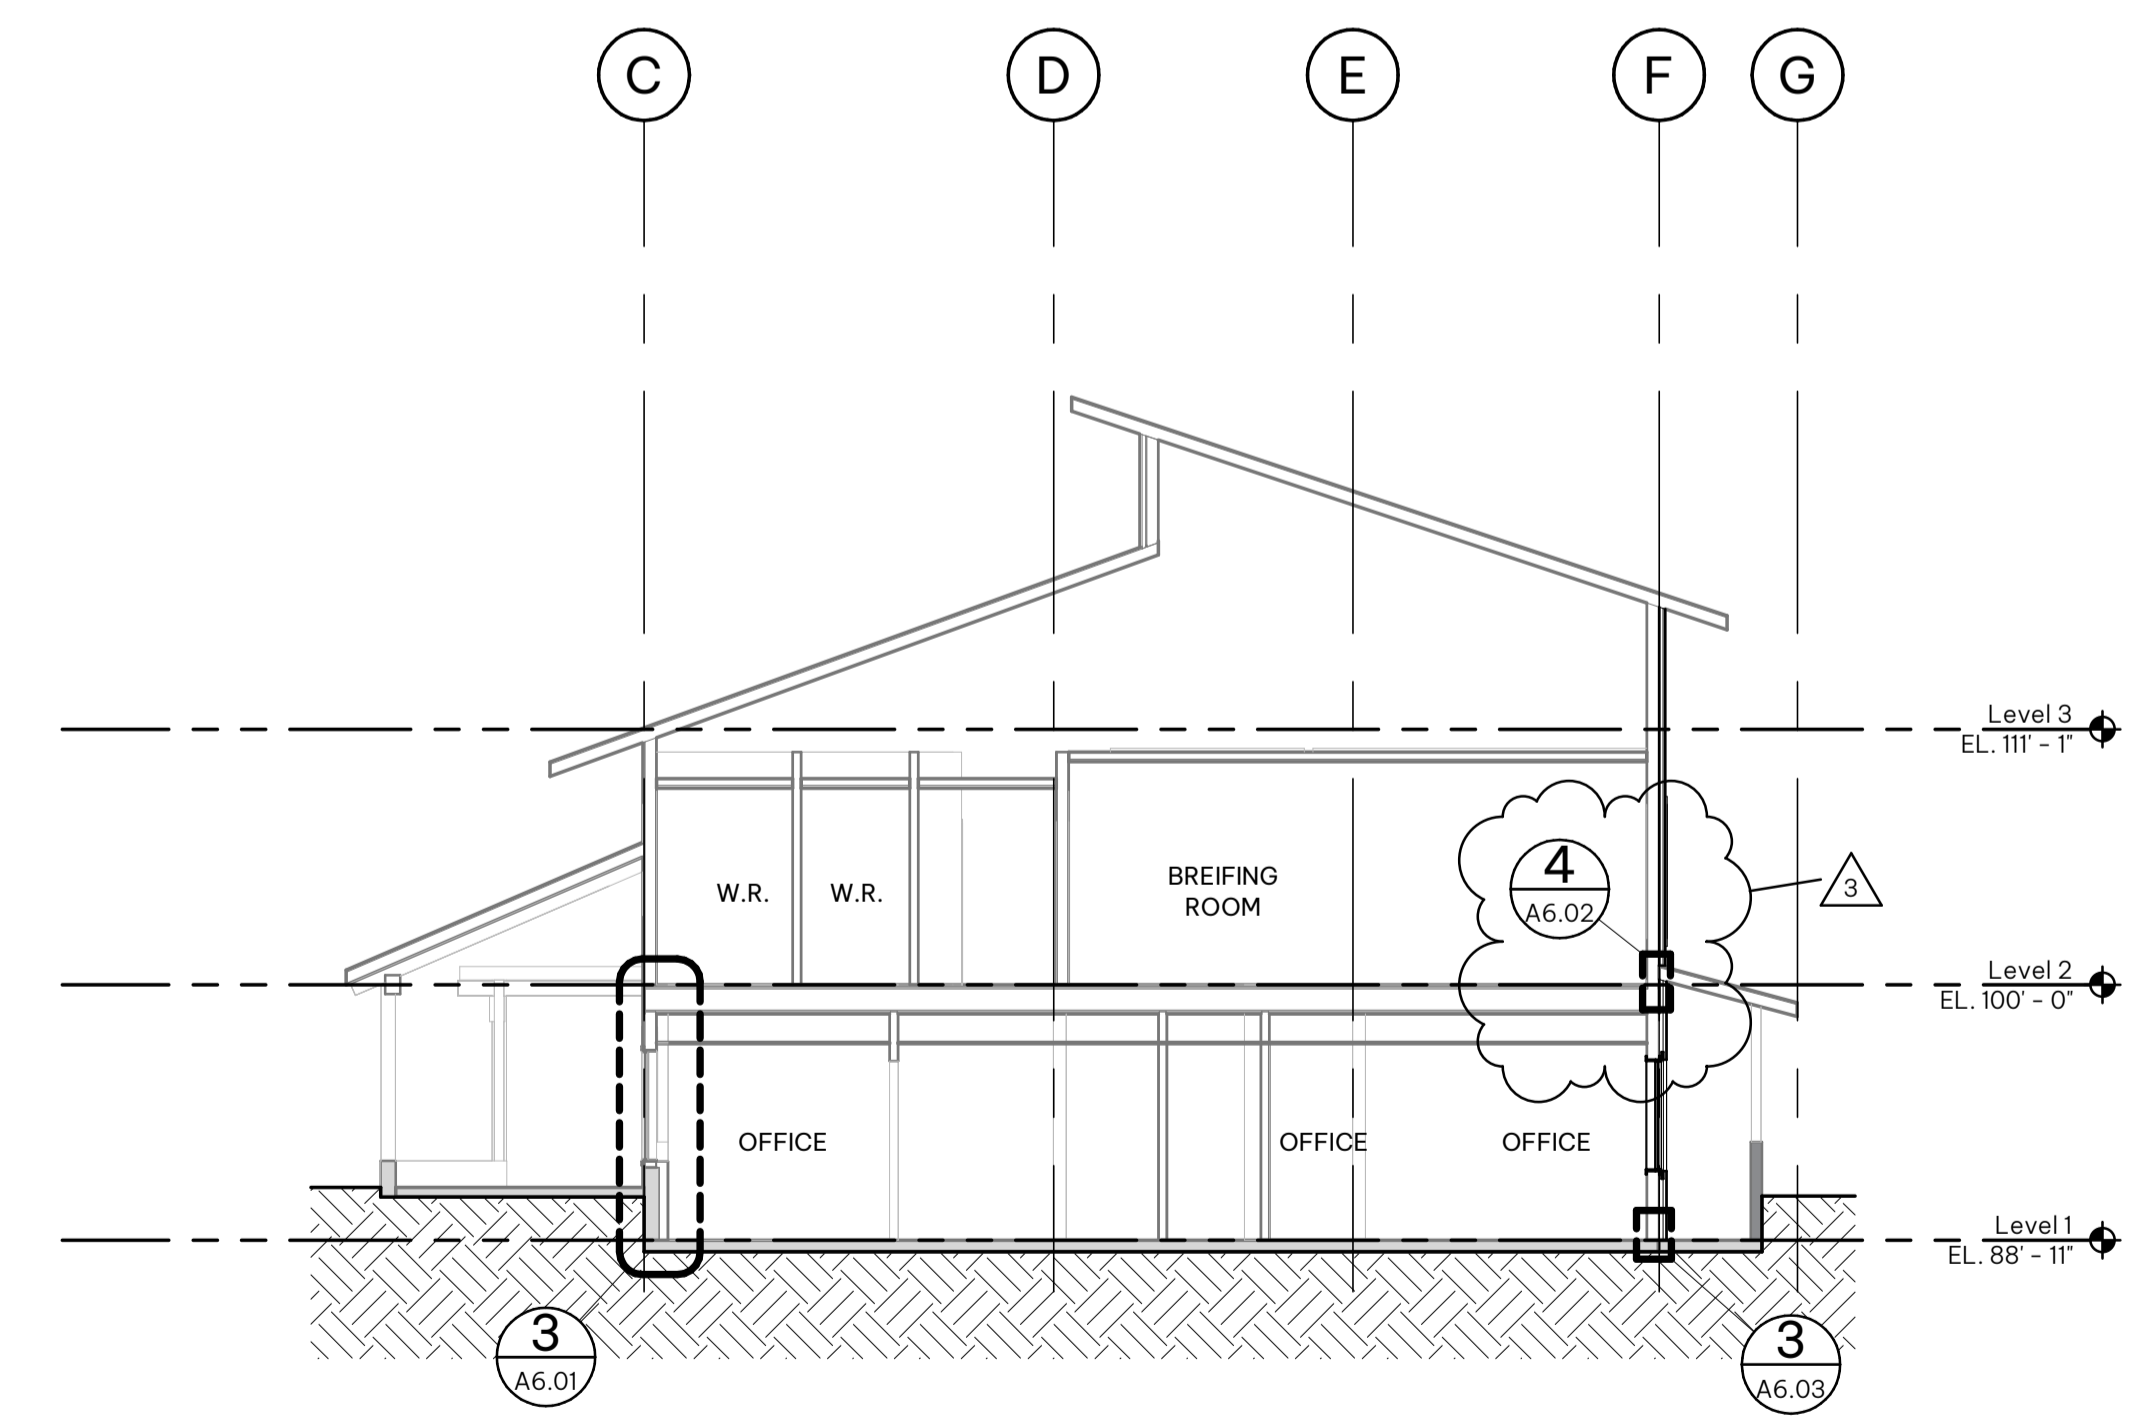 C D E F G
Level 3
EL. 111' - 1"
W.R. W.R.
BREIFING
ROOM
4
A6.02
3
Level 2
EL. 100' - 0"
OFFICE OFFICE OFFICE
Level 1
EL. 88' - 11"
3
A6.01
3
A6.03